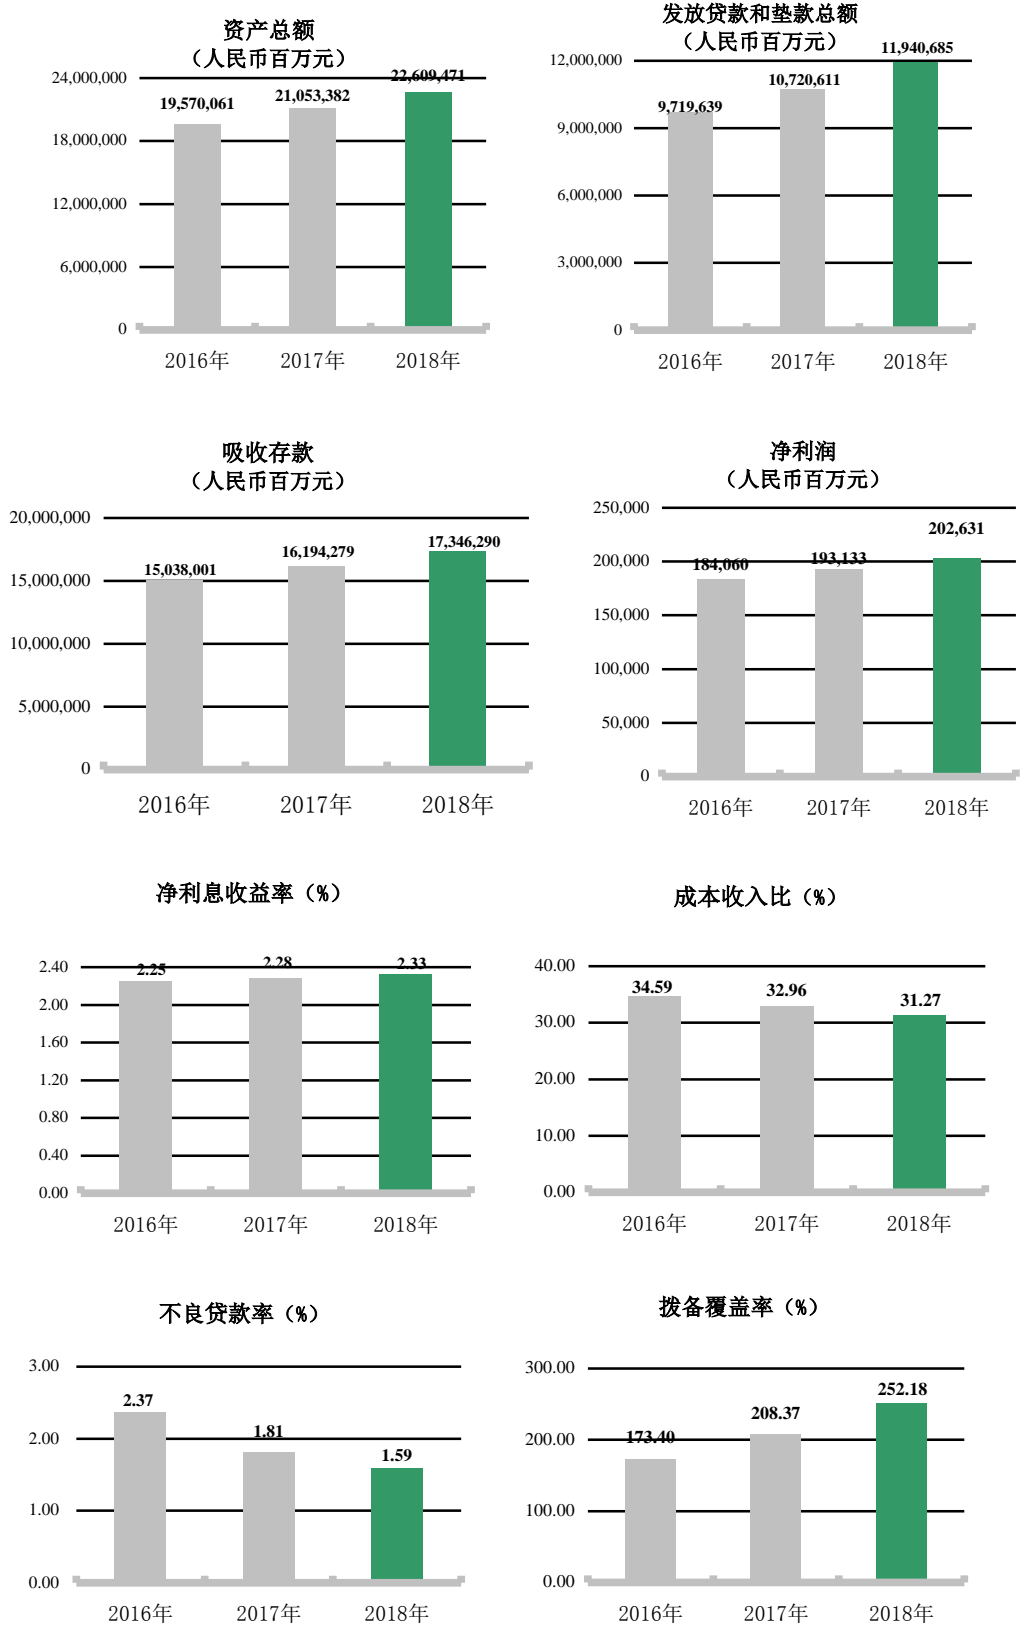 资产总额
（人民币百万元）
24,000,000
18,000,000
12,000,000
6,000,000
0
19,570,061
21,053,382
22,609,471
2016年
2017年
2018年
发放贷款和垫款总额
（人民币百万元）
12,000,000
9,000,000
6,000,000
3,000,000
0
9,719,639
10,720,611
11,940,685
2016年
2017年
2018年
吸收存款
（人民币百万元）
20,000,000
15,000,000
10,000,000
5,000,000
0
15,038,001
16,194,279
17,346,290
2016年
2017年
2018年
净利润
（人民币百万元）
250,000
200,000
150,000
100,000
50,000
0
184,060
193,133
202,631
2016年
2017年
2018年
净利息收益率（%）
2.40
2.00
1.60
1.20
0.80
0.40
0.00
2.25
2.28
2.33
2016年
2017年
2018年
成本收入比（%）
40.00
30.00
20.00
10.00
0.00
34.59
32.96
31.27
2016年
2017年
2018年
不良贷款率（%）
3.00
2.00
1.00
0.00
2.37
1.81
1.59
2016年
2017年
2018年
拨备覆盖率（%）
300.00
200.00
100.00
0.00
173.40
208.37
252.18
2016年
2017年
2018年